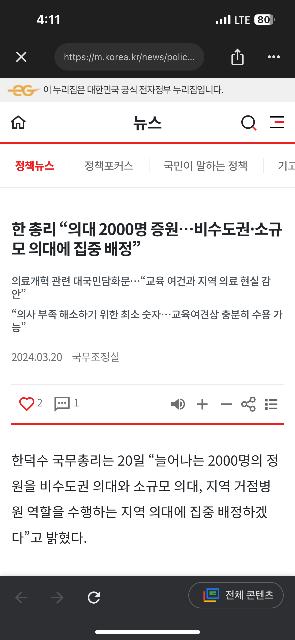 4:11
LTE 80
https://m.korea.kr/news/polic...
이 누리집은 대한민국 공식 전자정부 누리집입니다.
뉴스
정책뉴스 정책포커스 국민이 말하는 정책 기고
한 총리 “의대 2000명 증원…비수도권·소규
모 의대에 집중 배정”
의료개혁 관련 대국민담화문…“교육 여건과 지역 의료 현실 감
안”
“의사 부족 해소하기 위한 최소 숫자…교육여건상 충분히 수용 가
능”
2024.03.20 국무조정실
2 1
한덕수 국무총리는 20일 “늘어나는 2000명의 정
원을 비수도권 의대와 소규모 의대, 지역 거점병
원 역할을 수행하는 지역 의대에 집중 배정하겠
다”고 밝혔다.
전체 콘텐츠